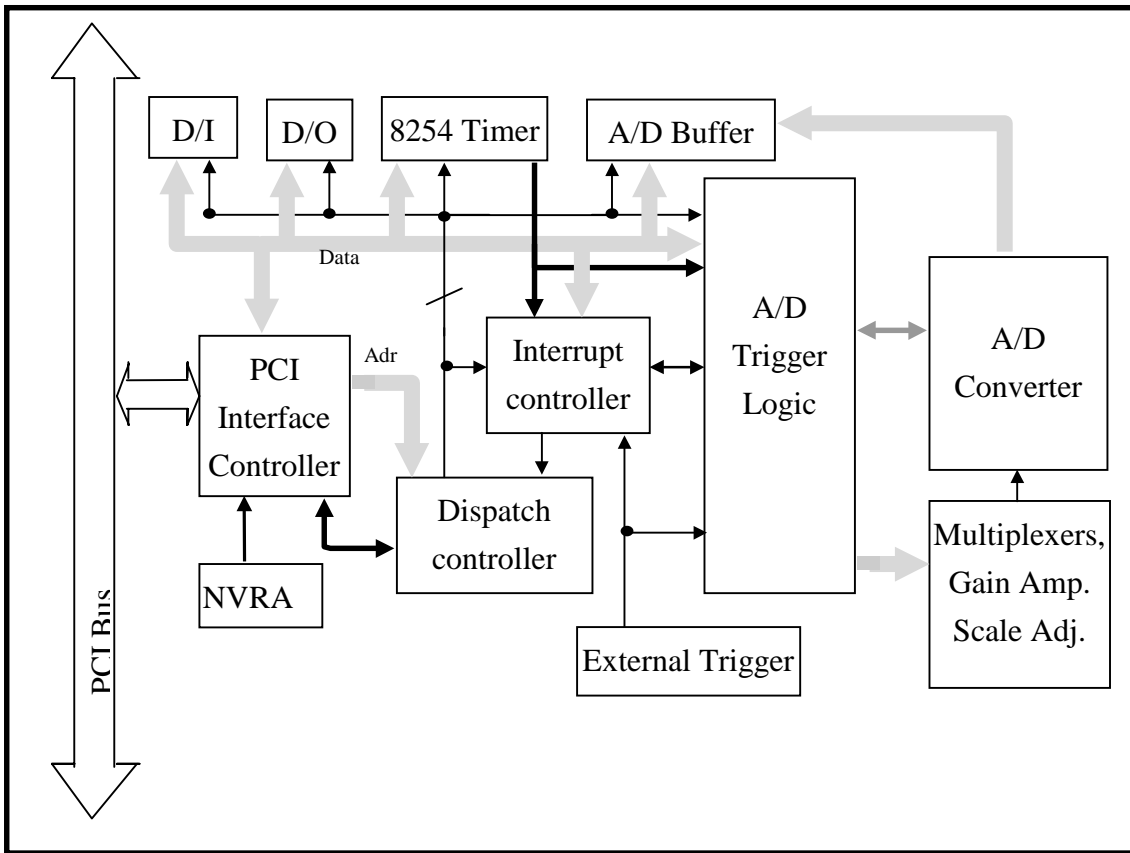 D/I
D/O
8254 Timer
A/D Buffer
Data
A/D
Trigger
Logic
A/D
Converter
Interrupt
controller
PCI
Interface
Controller
Adr
Dispatch
controller
Multiplexers,
Gain Amp.
Scale Adj.
NVRA
External Trigger
PCI Bus